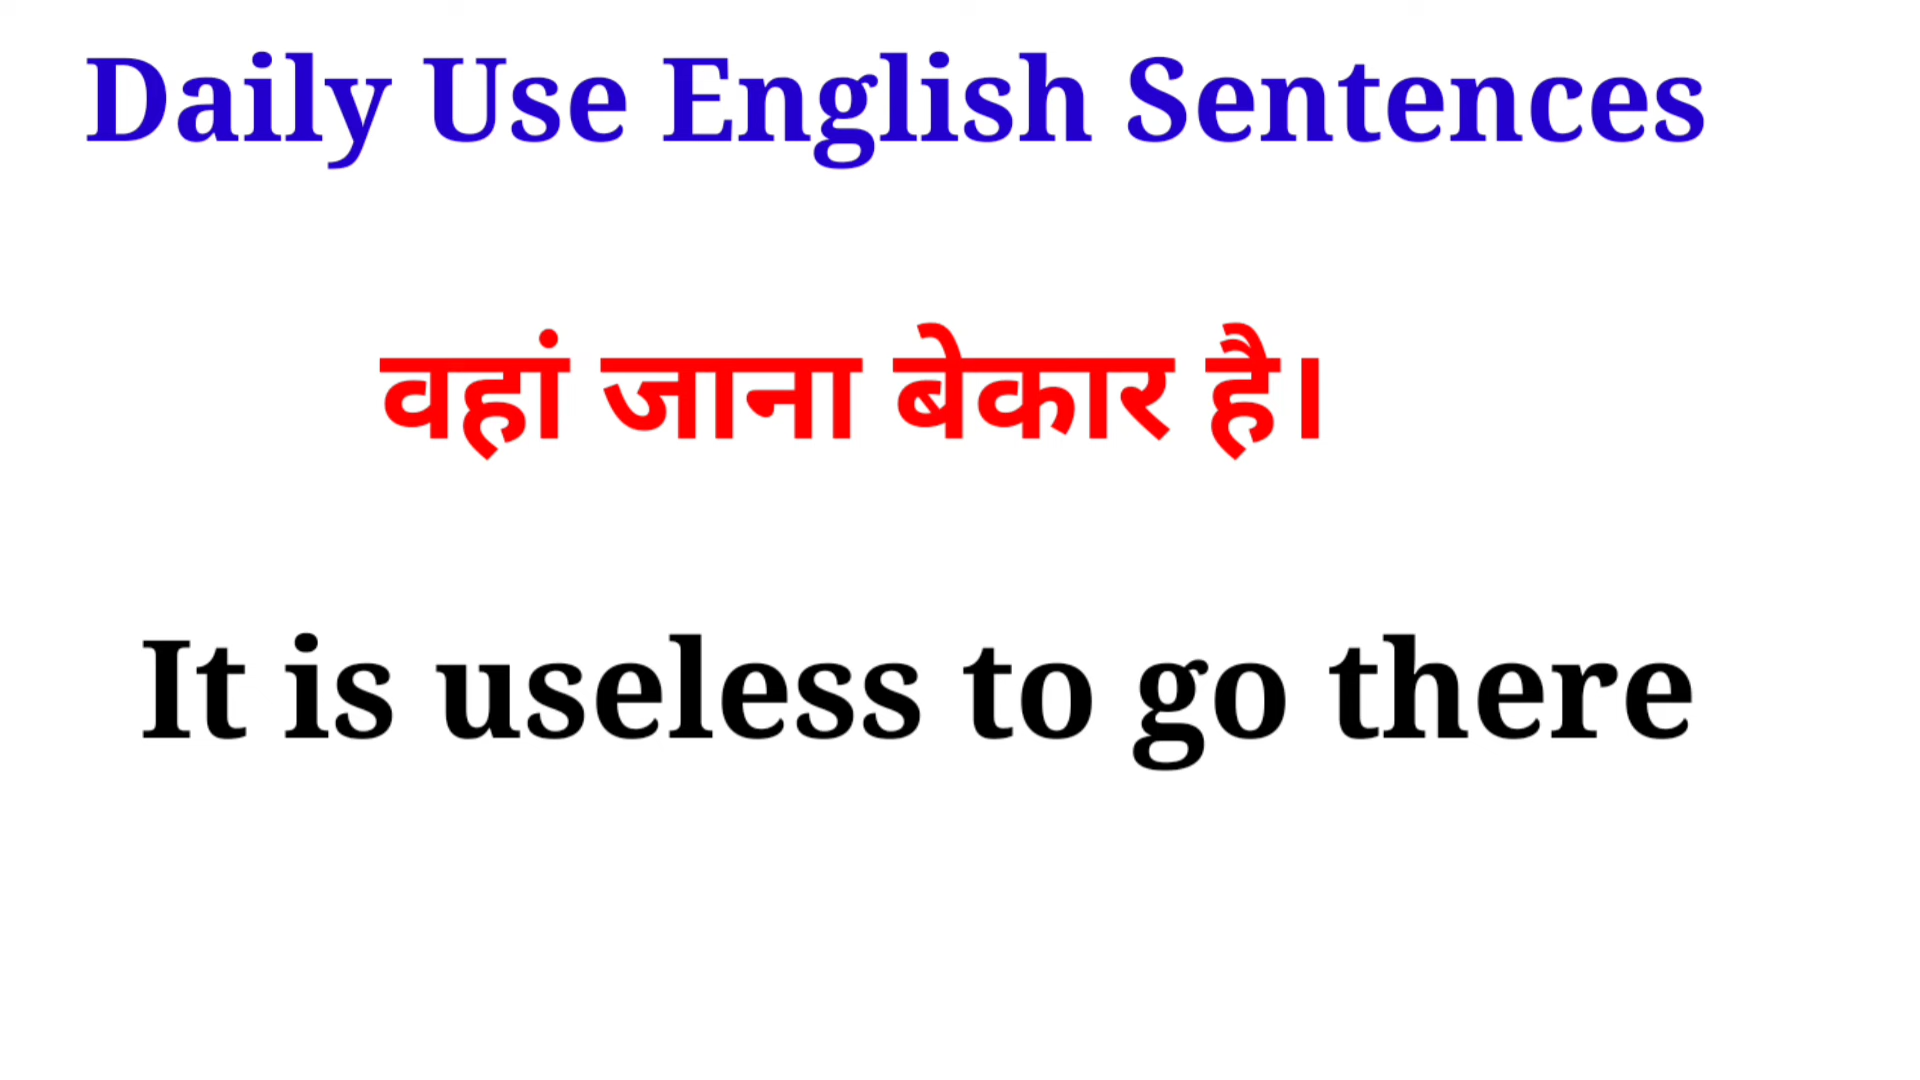 Daily Use English Sentences
वहां जाना बेकार है।
It is useless to go there